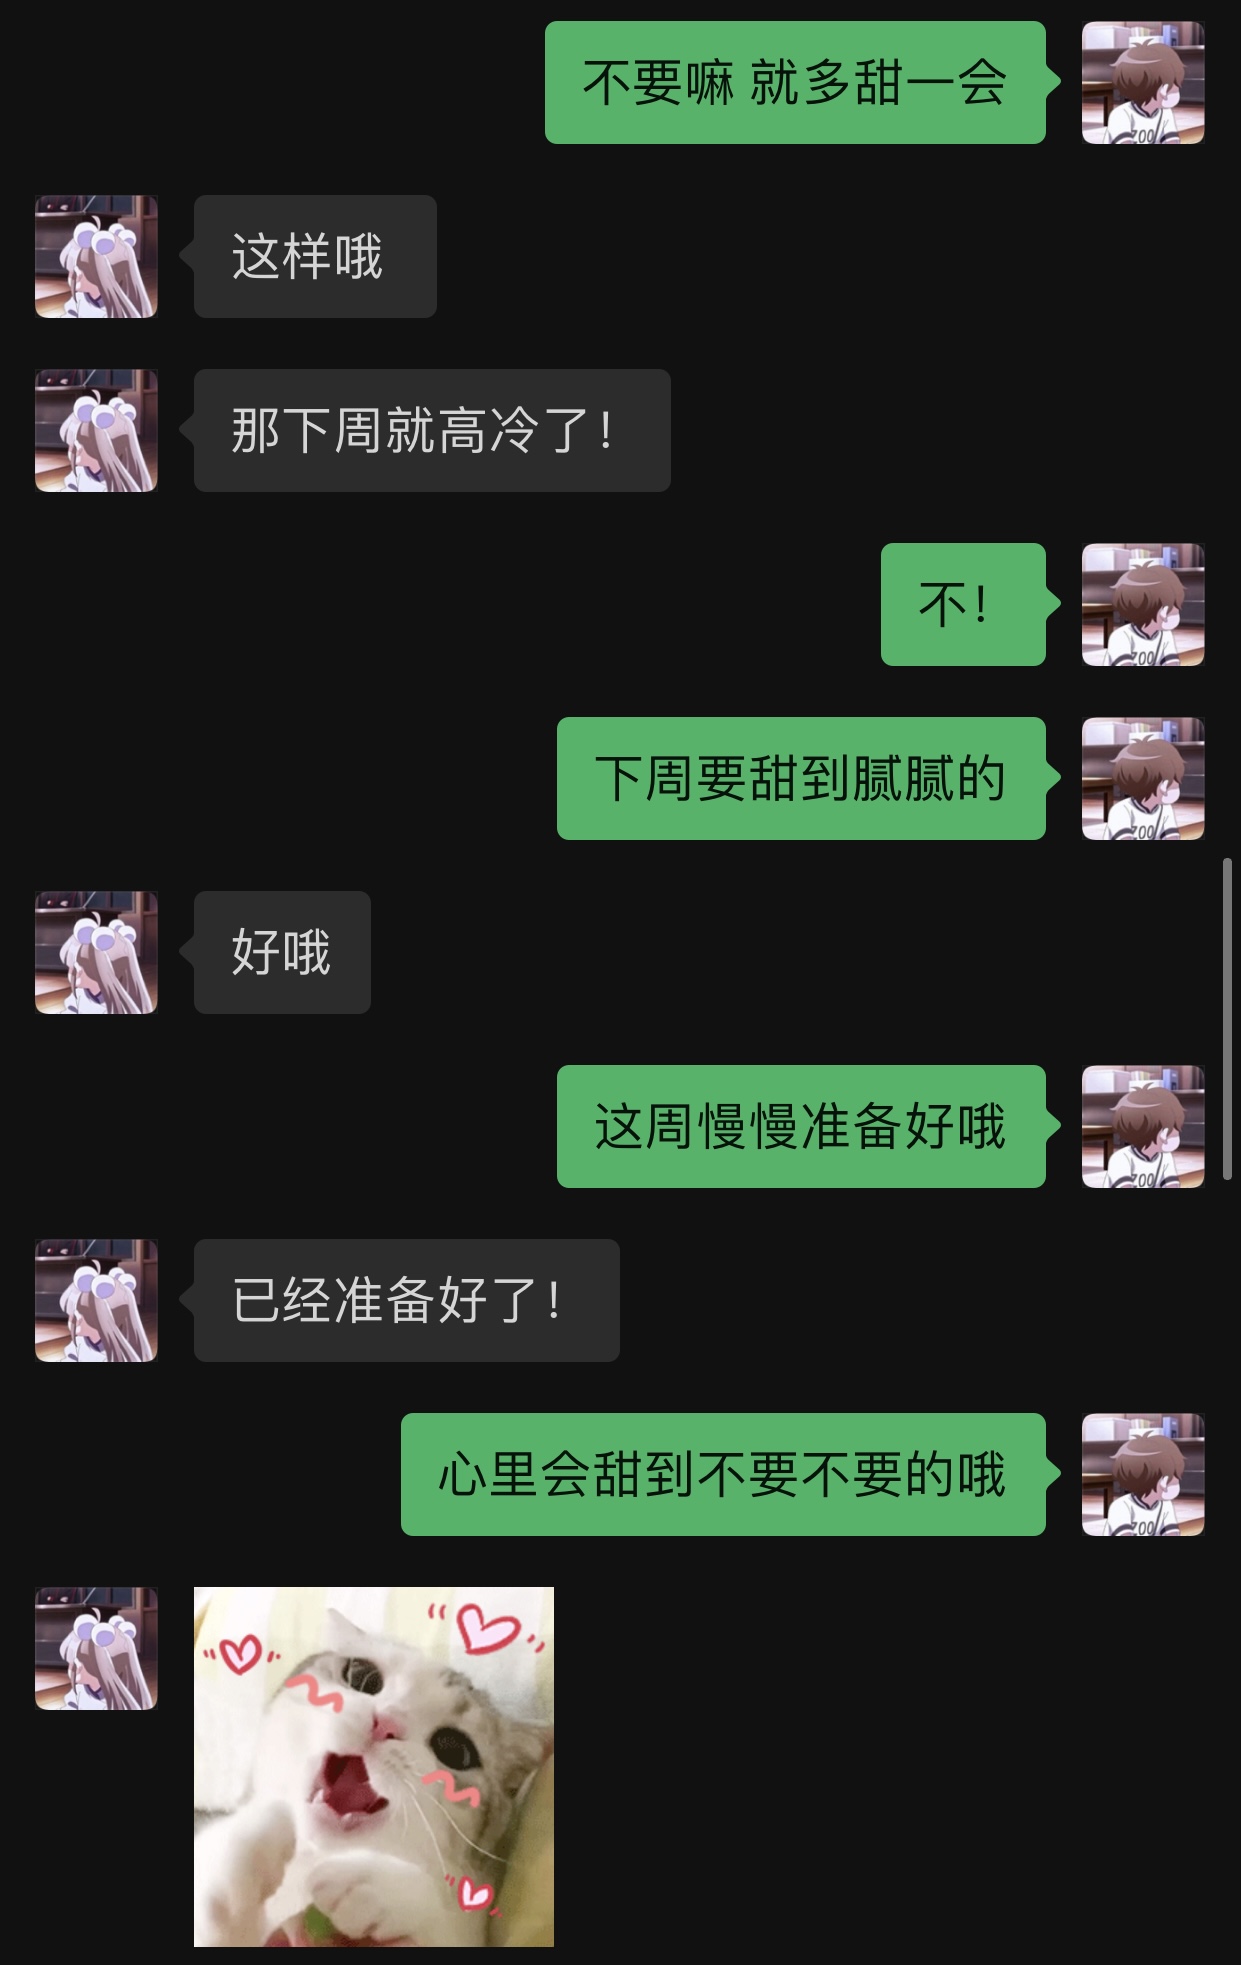 不要嘛 就多甜一会
这样哦
那下周就高冷了！
不！
下周要甜到腻腻的
好哦
这周慢慢准备好哦
已经准备好了！
心里会甜到不要不要的哦